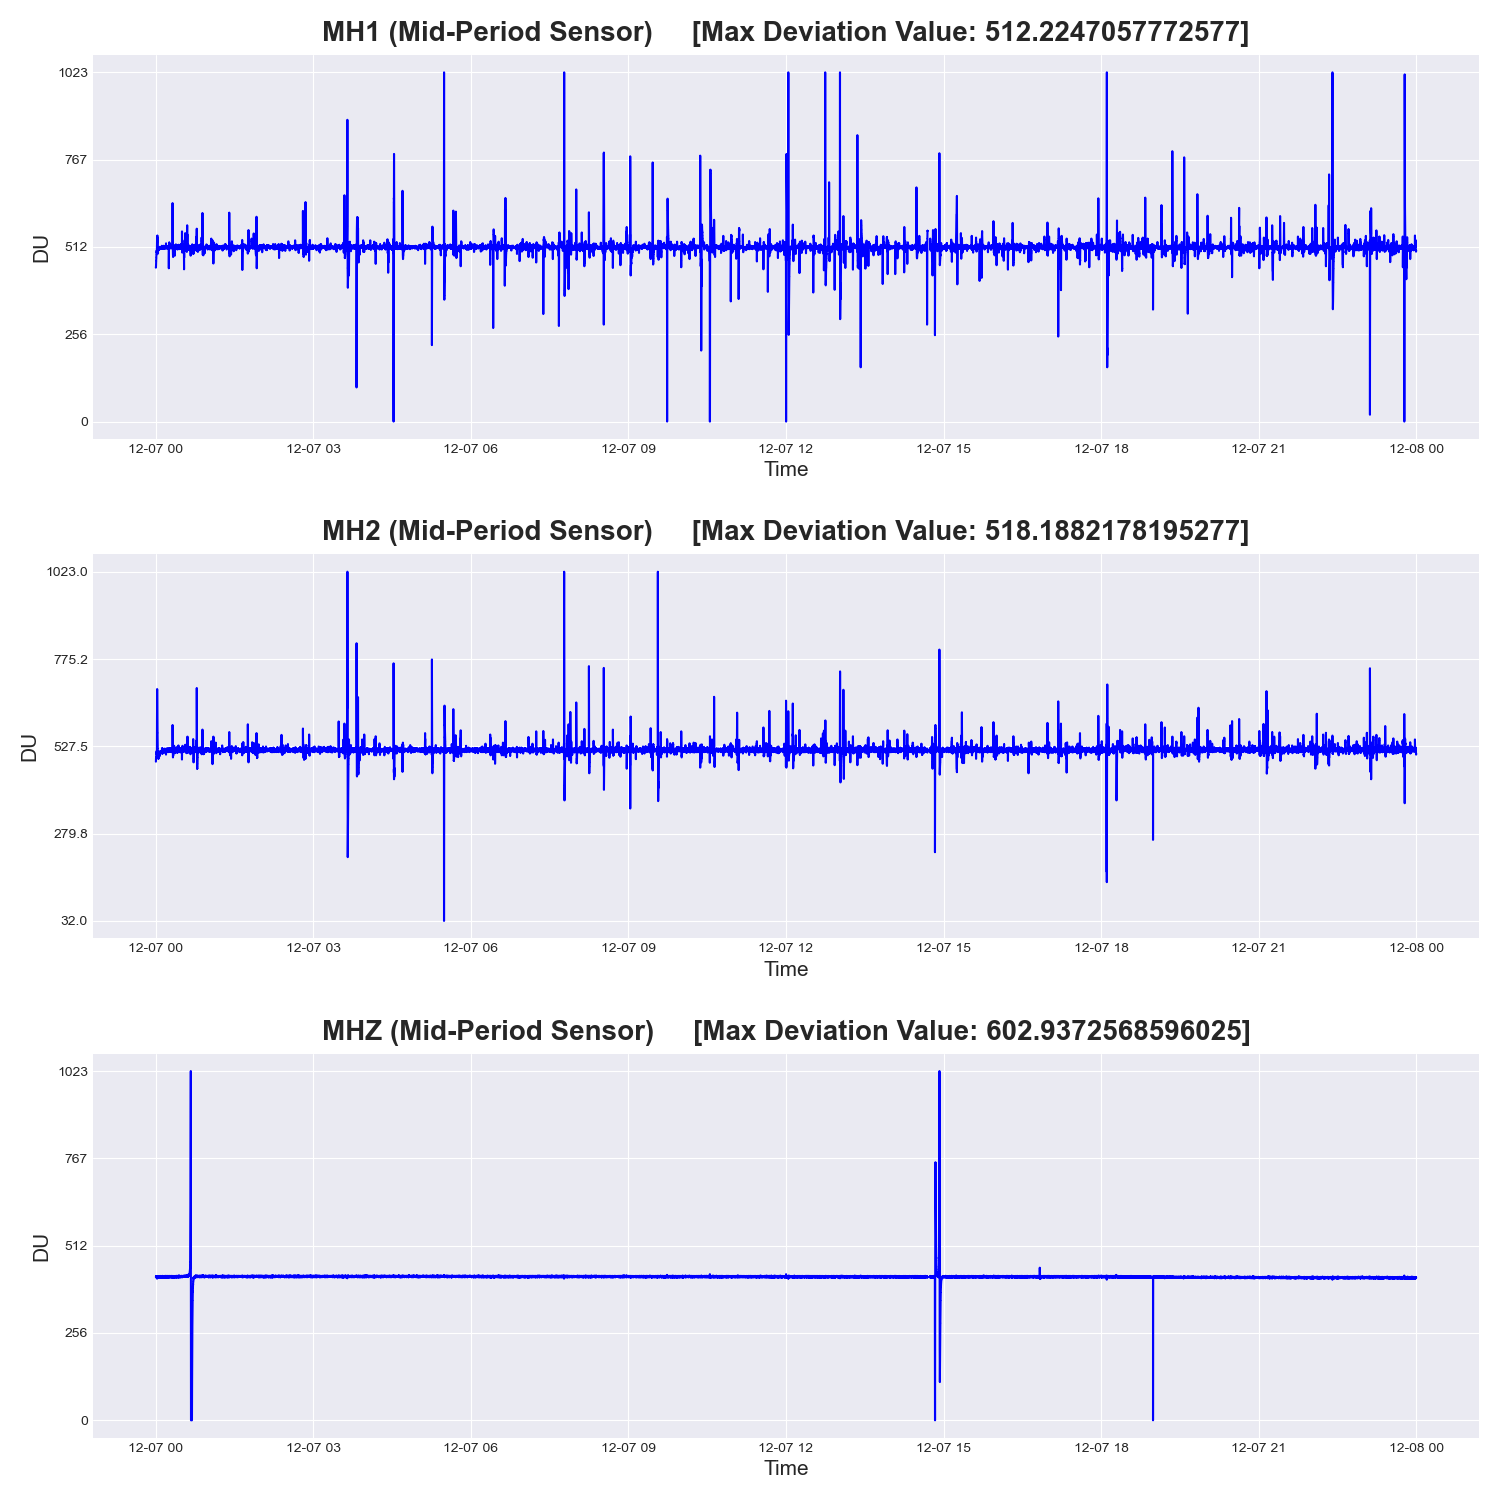 MH1 (Mid-Period Sensor) [Max Deviation Value: 512.2247057772577]
1023
767
512
256
0
DU
12-07 00 12-07 03 12-07 06 12-07 09 12-07 12 12-07 15 12-07 18 12-07 21 12-08 00
Time
MH2 (Mid-Period Sensor) [Max Deviation Value: 518.1882178195277]
1023.0
775.2
527.5
279.8
32.0
DU
12-07 00 12-07 03 12-07 06 12-07 09 12-07 12 12-07 15 12-07 18 12-07 21 12-08 00
Time
MHZ (Mid-Period Sensor) [Max Deviation Value: 602.9372568596025]
1023
767
512
256
0
DU
12-07 00 12-07 03 12-07 06 12-07 09 12-07 12 12-07 15 12-07 18 12-07 21 12-08 00
Time